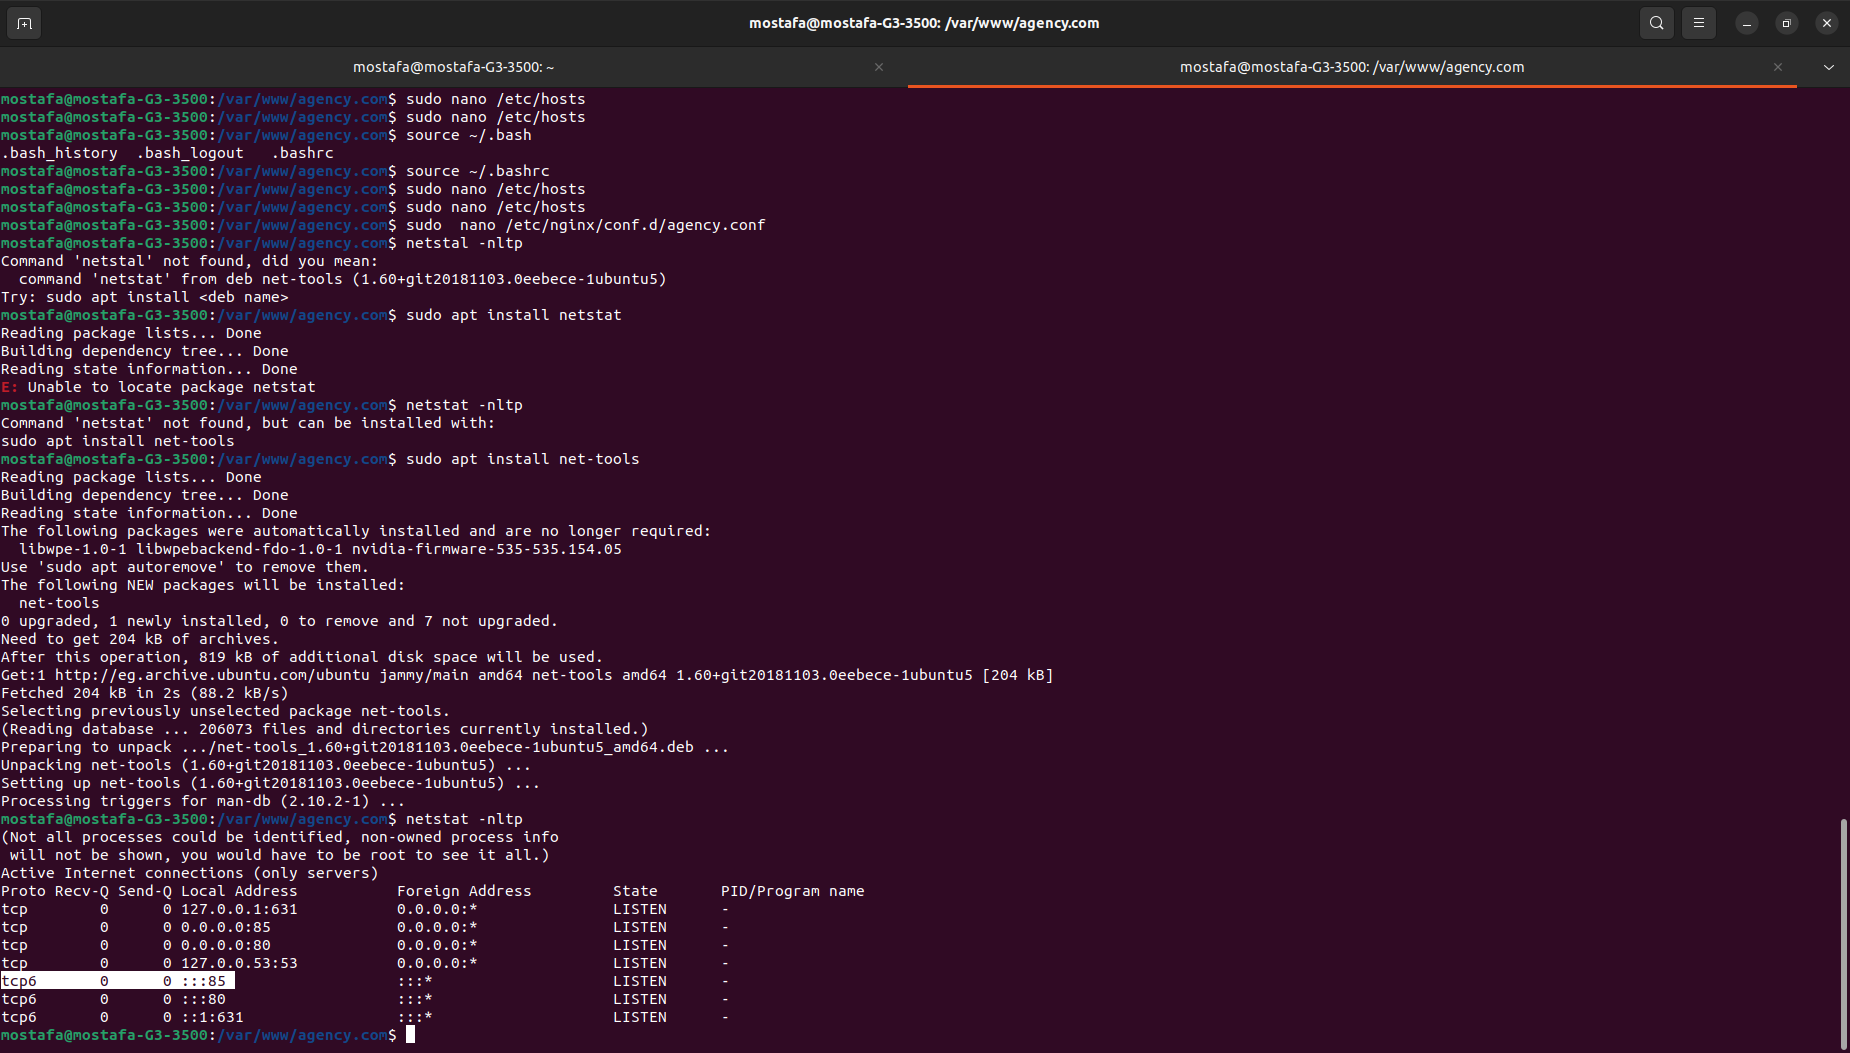 mostafa@mostafa-G3-3500: /var/www/agency.com
mostafa@mostafa-G3-3500: ~
mostafa@mostafa-G3-3500: /var/www/agency.com
mostafa@mostafa-G3-3500:/var/www/agency.com$ sudo nano /etc/hosts
mostafa@mostafa-G3-3500:/var/www/agency.com$ sudo nano /etc/hosts
mostafa@mostafa-G3-3500:/var/www/agency.com$ source ~/.bash
.bash_history  .bash_logout   .bashrc
mostafa@mostafa-G3-3500:/var/www/agency.com$ source ~/.bashrc
mostafa@mostafa-G3-3500:/var/www/agency.com$ sudo nano /etc/hosts
mostafa@mostafa-G3-3500:/var/www/agency.com$ sudo nano /etc/hosts
mostafa@mostafa-G3-3500:/var/www/agency.com$ sudo  nano /etc/nginx/conf.d/agency.conf
mostafa@mostafa-G3-3500:/var/www/agency.com$ netstal -nltp
Command 'netstal' not found, did you mean:
  command 'netstat' from deb net-tools (1.60+git20181103.0eebece-1ubuntu5)
Try: sudo apt install <deb name>
mostafa@mostafa-G3-3500:/var/www/agency.com$ sudo apt install netstat
Reading package lists... Done
Building dependency tree... Done
Reading state information... Done
E: Unable to locate package netstat
mostafa@mostafa-G3-3500:/var/www/agency.com$ netstat -nltp
Command 'netstat' not found, but can be installed with:
sudo apt install net-tools
mostafa@mostafa-G3-3500:/var/www/agency.com$ sudo apt install net-tools
Reading package lists... Done
Building dependency tree... Done
Reading state information... Done
The following packages were automatically installed and are no longer required:
  libwpe-1.0-1 libwpebackend-fdo-1.0-1 nvidia-firmware-535-535.154.05
Use 'sudo apt autoremove' to remove them.
The following NEW packages will be installed:
  net-tools
0 upgraded, 1 newly installed, 0 to remove and 7 not upgraded.
Need to get 204 kB of archives.
After this operation, 819 kB of additional disk space will be used.
Get:1 http://eg.archive.ubuntu.com/ubuntu jammy/main amd64 net-tools amd64 1.60+git20181103.0eebece-1ubuntu5 [204 kB]
Fetched 204 kB in 2s (88.2 kB/s)
Selecting previously unselected package net-tools.
(Reading database ... 206073 files and directories currently installed.)
Preparing to unpack .../net-tools_1.60+git20181103.0eebece-1ubuntu5_amd64.deb ...
Unpacking net-tools (1.60+git20181103.0eebece-1ubuntu5) ...
Setting up net-tools (1.60+git20181103.0eebece-1ubuntu5) ...
Processing triggers for man-db (2.10.2-1) ...
mostafa@mostafa-G3-3500:/var/www/agency.com$ netstat -nltp
(Not all processes could be identified, non-owned process info
 will not be shown, you would have to be root to see it all.)
Active Internet connections (only servers)
Proto Recv-Q Send-Q Local Address           Foreign Address         State       PID/Program name
tcp        0      0 127.0.0.1:631           0.0.0.0:*               LISTEN      -
tcp        0      0 0.0.0.0:85              0.0.0.0:*               LISTEN      -
tcp        0      0 0.0.0.0:80              0.0.0.0:*               LISTEN      -
tcp        0      0 127.0.0.53:53           0.0.0.0:*               LISTEN      -
tcp6       0      0 :::85                   :::*                    LISTEN      -
tcp6       0      0 :::80                   :::*                    LISTEN      -
tcp6       0      0 ::1:631                 :::*                    LISTEN      -
mostafa@mostafa-G3-3500:/var/www/agency.com$